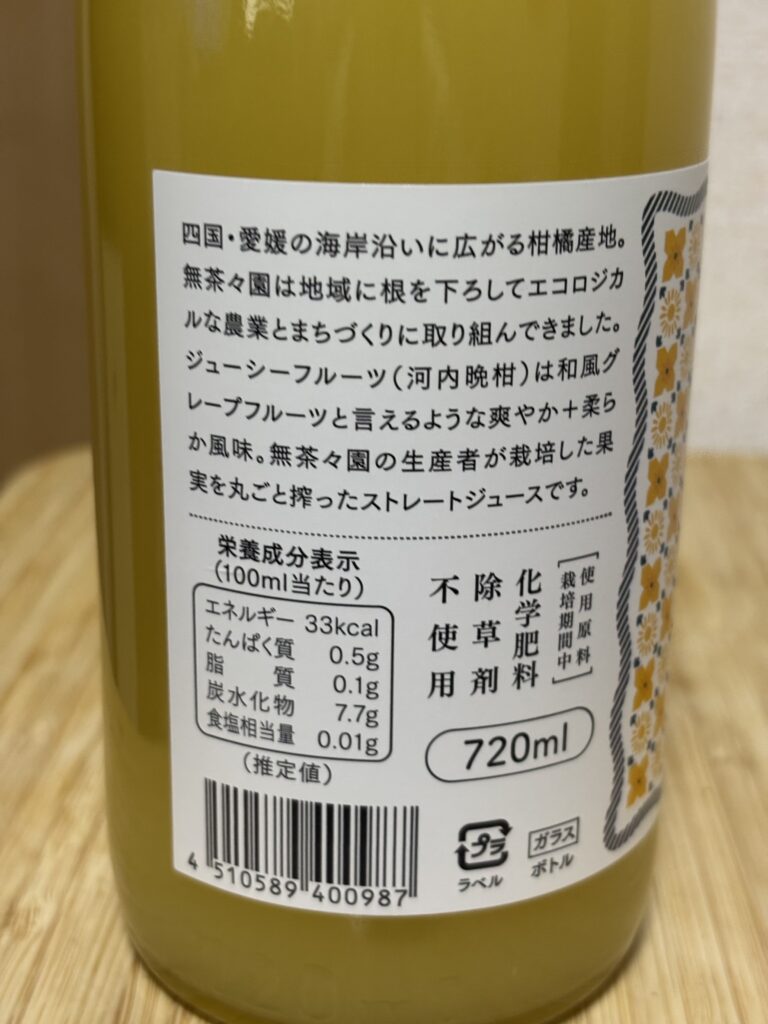 四国・愛媛の海岸沿いに広がる柑橘産地。
無茶々園は地域に根を下ろしてエコロジカ
ルな農業とまちづくりに取り組んできました。
ジューシーフルーツ（河内晩柑）は和風グ
レープフルーツと言えるような爽やか＋柔ら
か風味。無茶々園の生産者が栽培した果
実を丸ごと搾ったストレートジュースです。
栄養成分表示
（100ml当たり）
エネルギー 33kcal
たんぱく質 0.5g
脂質 0.1g
炭水化物 7.7g
食塩相当量 0.01g
（推定値）
［使用原料
栽培期間中］
化学肥料
除草剤
不使用
720ml
4 510589 400987
プラ
ラベル
ガラス
ボトル